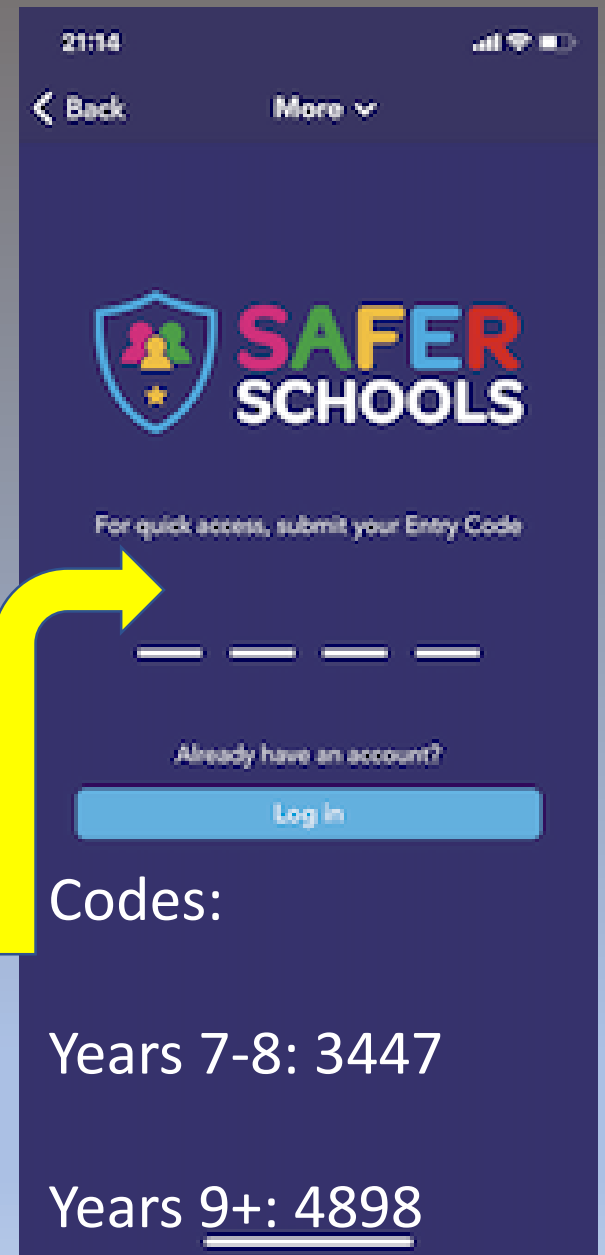 21:14
Back
More
SAFER
SCHOOLS
For quick access, submit your Entry Code
Already have an account?
Log in
Codes:
Years 7-8: 3447
Years 9+: 4898